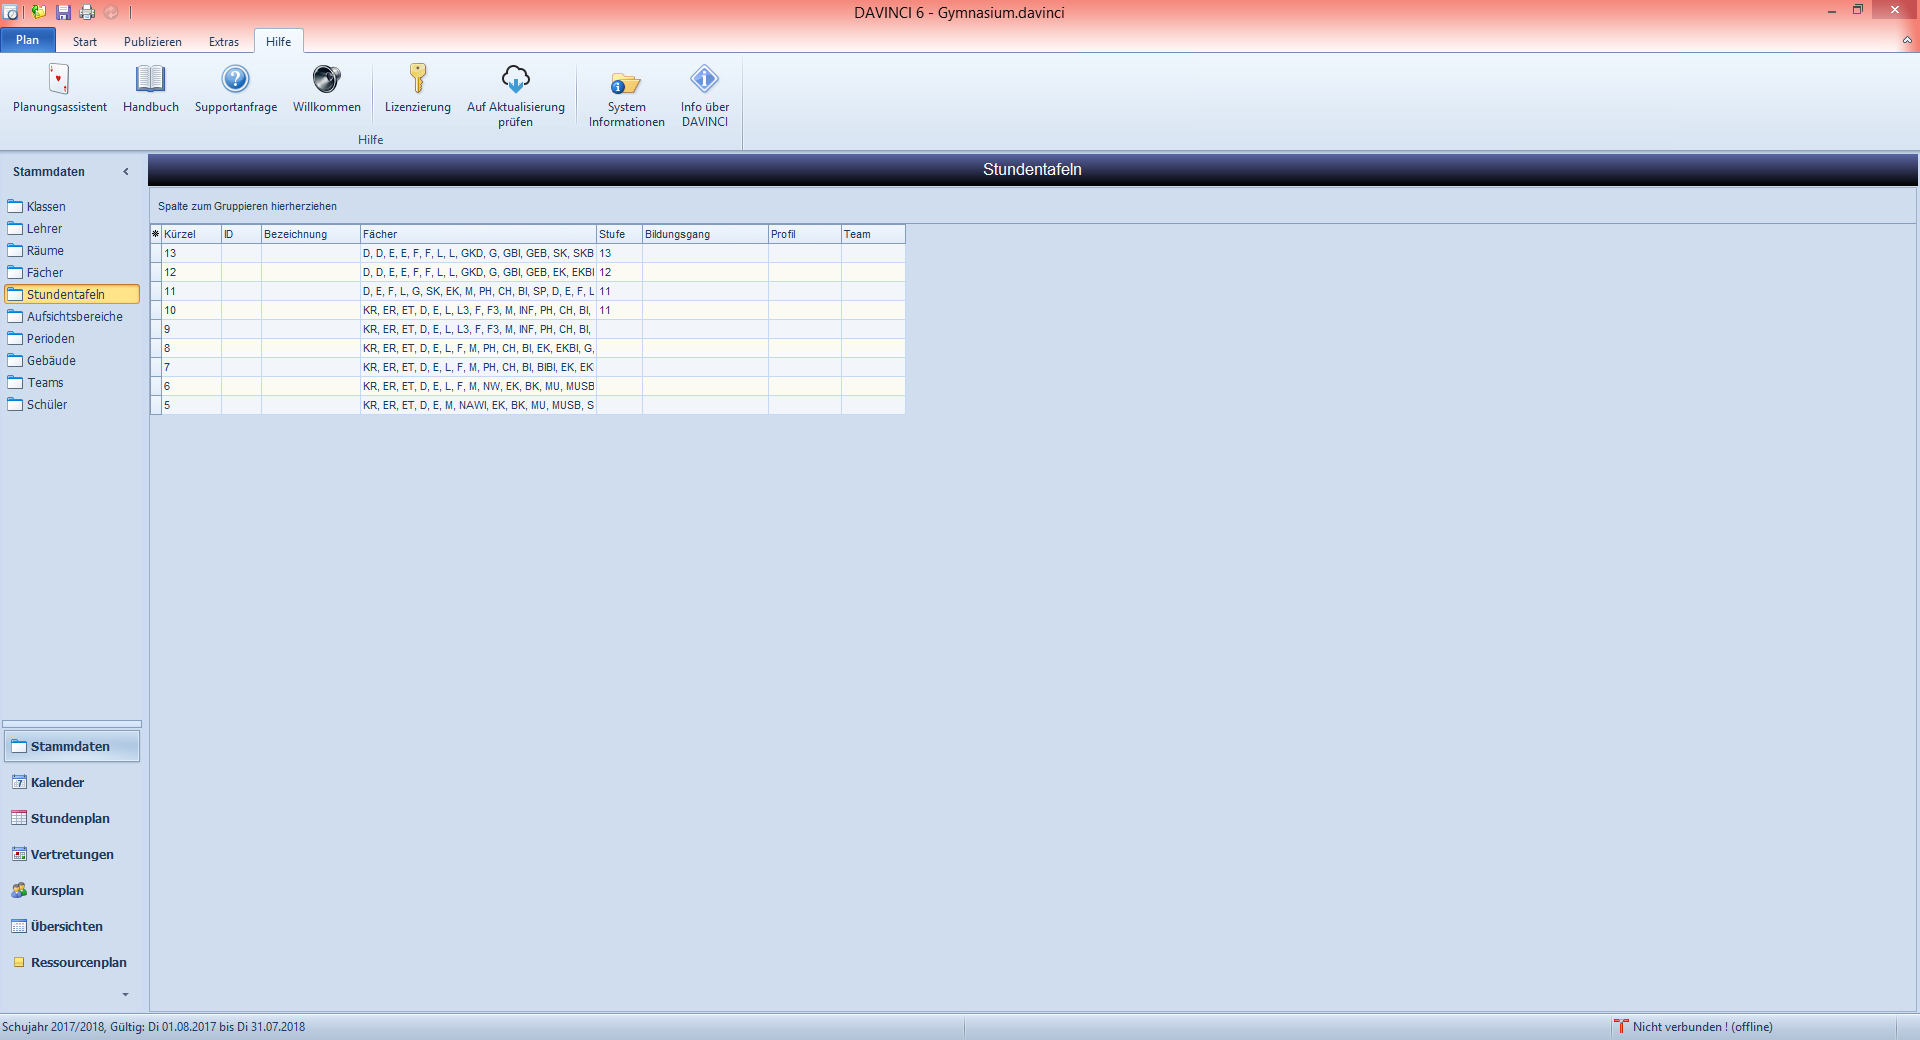 DAVINCI 6 - Gymnasium.davinci
Plan Start Publizieren Extras Hilfe
Planungsassistent Handbuch Supportanfrage Willkommen Lizenzierung Auf Aktualisierung prüfen System Informationen Info über DAVINCI
Hilfe
Stammdaten
Klassen
Lehrer
Räume
Fächer
Stundentafeln
Aufsichtsbereiche
Perioden
Gebäude
Teams
Schüler
Stammdaten
7 Kalender
Stundenplan
Vertretungen
Kursplan
Übersichten
Ressourcenplan
Stundentafeln
Spalte zum Gruppieren hierherziehen
Kürzel ID Bezeichnung Fächer Stufe Bildungsgang Profil Team
13 D, D, E, E, F, F, L, L, GKD, G, GBI, GEB, SK, SKB 13
12 D, D, E, E, F, F, L, L, GKD, G, GBI, GEB, EK, EKBI 12
11 D, E, F, L, G, SK, EK, M, PH, CH, BI, SP, D, E, F, L 11
10 KR, ER, ET, D, E, L, L3, F, F3, M, INF, PH, CH, BI, 11
9 KR, ER, ET, D, E, L, L3, F, F3, M, INF, PH, CH, BI,
8 KR, ER, ET, D, E, L, F, M, PH, CH, BI, EK, EKBI, G,
7 KR, ER, ET, D, E, L, F, M, PH, CH, BI, BIBI, EK, EK
6 KR, ER, ET, D, E, L, F, M, NW, EK, BK, MU, MUSB
5 KR, ER, ET, D, E, M, NAWI, EK, BK, MU, MUSB, S
Schujahr 2017/2018, Gültig: Di 01.08.2017 bis Di 31.07.2018
Nicht verbunden ! (offline)